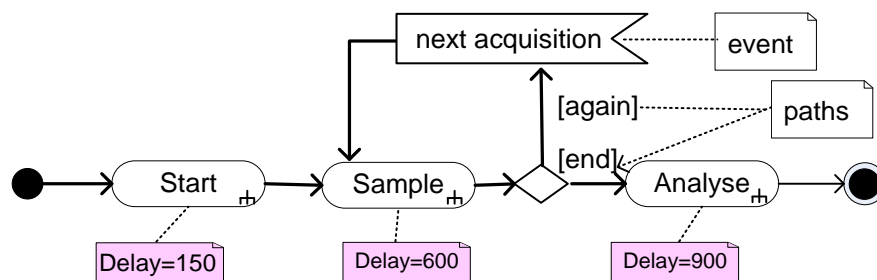 next acquisition
event
[again]
paths
[end]
Start
Sample
Analyse
Delay=150
Delay=600
Delay=900